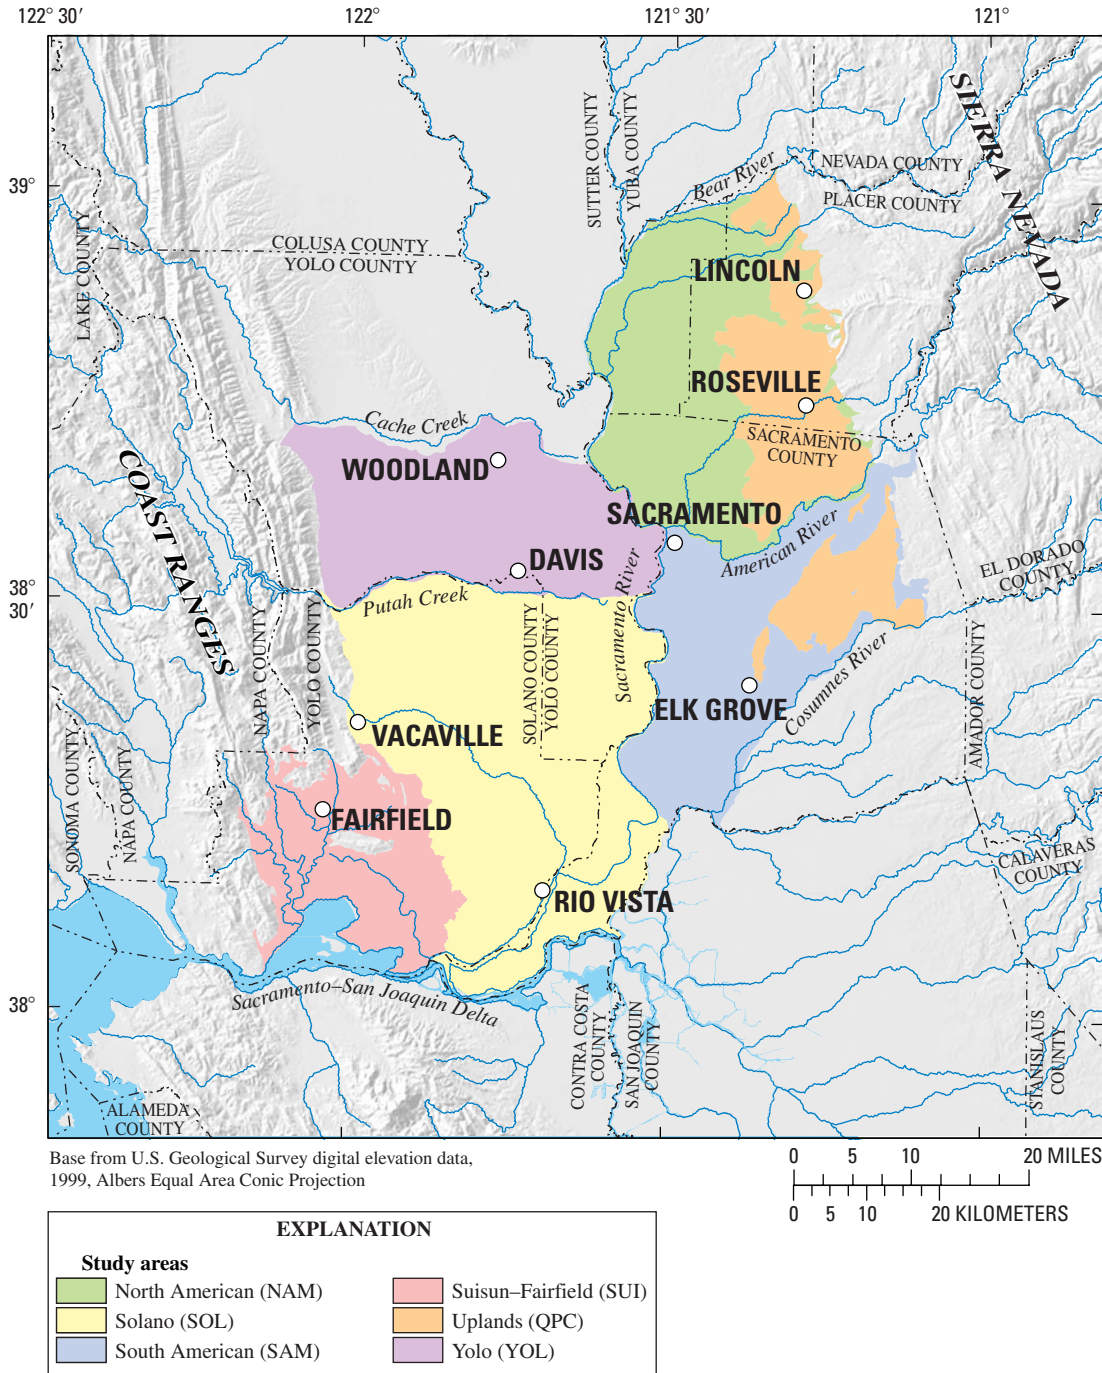 122° 30'
122°
121° 30'
121°
SIERRA NEVADA
SUTTER COUNTY
YUBA COUNTY
Bear River
NEVADA COUNTY
PLACER COUNTY
39°
LAKE COUNTY
COLUSA COUNTY
YOLO COUNTY
LINCOLN
ROSEVILLE
Cache Creek
SACRAMENTO
COUNTY
WOODLAND
COAST RANGES
SACRAMENTO
American River
DAVIS
EL DORADO
COUNTY
38°
30'
Putah Creek
Sacramento River
NAPA COUNTY
YOLO COUNTY
SOLANO COUNTY
YOLO COUNTY
Cosumnes River
AMADOR COUNTY
ELK GROVE
VACAVILLE
SONOMA COUNTY
NAPA COUNTY
FAIRFIELD
CALAVERAS
COUNTY
RIO VISTA
38°
Sacramento–San Joaquin Delta
CONTRA COSTA
COUNTY
SAN JOAQUIN
COUNTY
STANISLAUS
COUNTY
ALAMEDA
COUNTY
Base from U.S. Geological Survey digital elevation data,
1999, Albers Equal Area Conic Projection
0 5 10 20 MILES
0 5 10 20 KILOMETERS
EXPLANATION
Study areas
North American (NAM)
Solano (SOL)
South American (SAM)
Suisun–Fairfield (SUI)
Uplands (QPC)
Yolo (YOL)